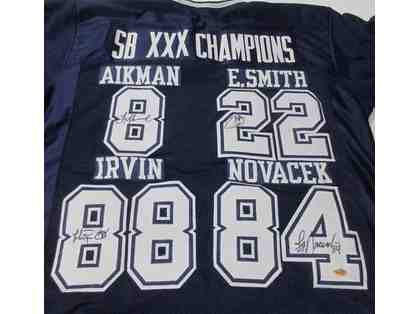 SB XXX CHAMPIONS
AIKMAN E.SMITH
8 22
IRVIN NOVACEK
88 84